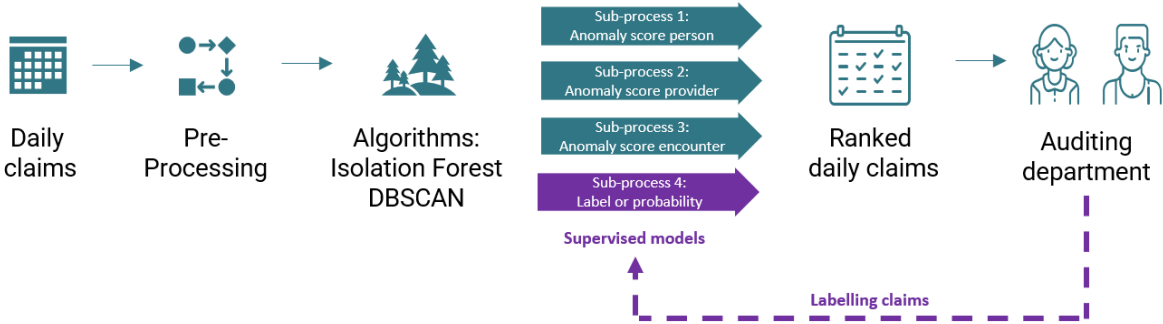 Daily
claims
Pre-
Processing
Algorithms:
Isolation Forest
DBSCAN
Sub-process 1:
Anomaly score person
Sub-process 2:
Anomaly score provider
Sub-process 3:
Anomaly score encounter
Sub-process 4:
Label or probability
Supervised models
Ranked
daily claims
Auditing
department
Labelling claims